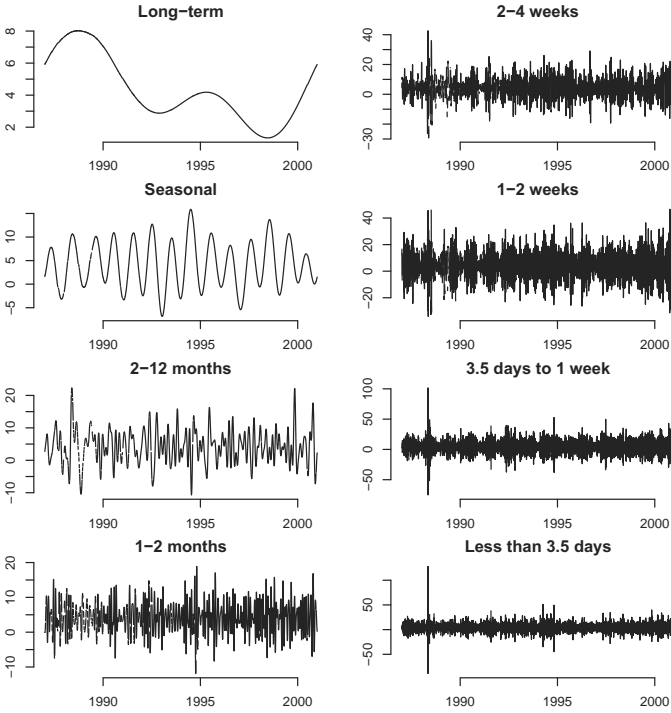 Long−term
2 4 6 8
1990 1995 2000
2−4 weeks
−30 0 20 40
1990 1995 2000
Seasonal
−5 0 5 10
1990 1995 2000
1−2 weeks
−20 0 20 40
1990 1995 2000
2−12 months
−10 0 10 20
1990 1995 2000
3.5 days to 1 week
−50 0 50 100
1990 1995 2000
1−2 months
−10 0 10 20
1990 1995 2000
Less than 3.5 days
−50 50
1990 1995 2000